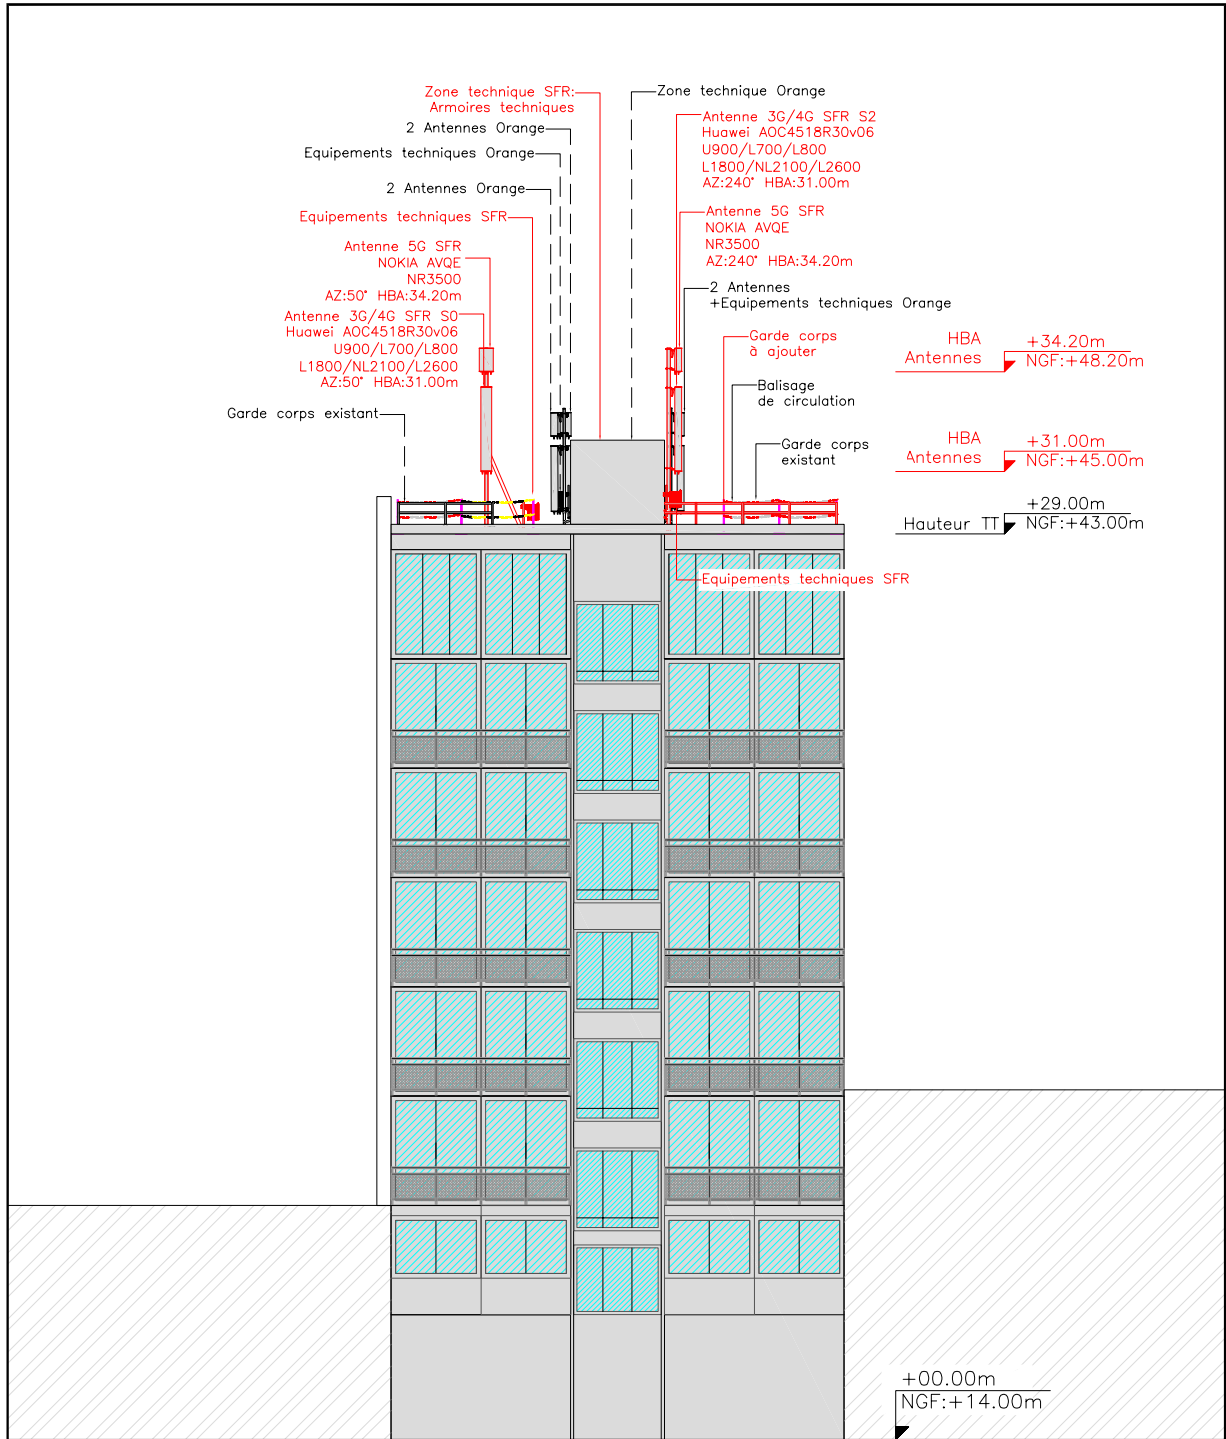 Zone technique SFR:
Armoires techniques
2 Antennes Orange
Equipements techniques Orange
2 Antennes Orange
Equipements techniques SFR
Antenne 5G SFR
NOKIA AVQE
NR3500
AZ:50° HBA:34.20m
Antenne 3G/4G SFR S0
Huawei AOC4518R30v06
U900/L700/L800
L1800/NL2100/L2600
AZ:50° HBA:31.00m
Garde corps existant
Zone technique Orange
Antenne 3G/4G SFR S2
Huawei AOC4518R30v06
U900/L700/L800
L1800/NL2100/L2600
AZ:240° HBA:31.00m
Antenne 5G SFR
NOKIA AVQE
NR3500
AZ:240° HBA:34.20m
2 Antennes
+Equipements techniques Orange
Garde corps
à ajouter
Balisage
de circulation
Garde corps
existant
Equipements techniques SFR
HBA
Antennes
+34.20m
NGF:+48.20m
HBA
Antennes
+31.00m
NGF:+45.00m
Hauteur TT
+29.00m
NGF:+43.00m
+00.00m
NGF:+14.00m